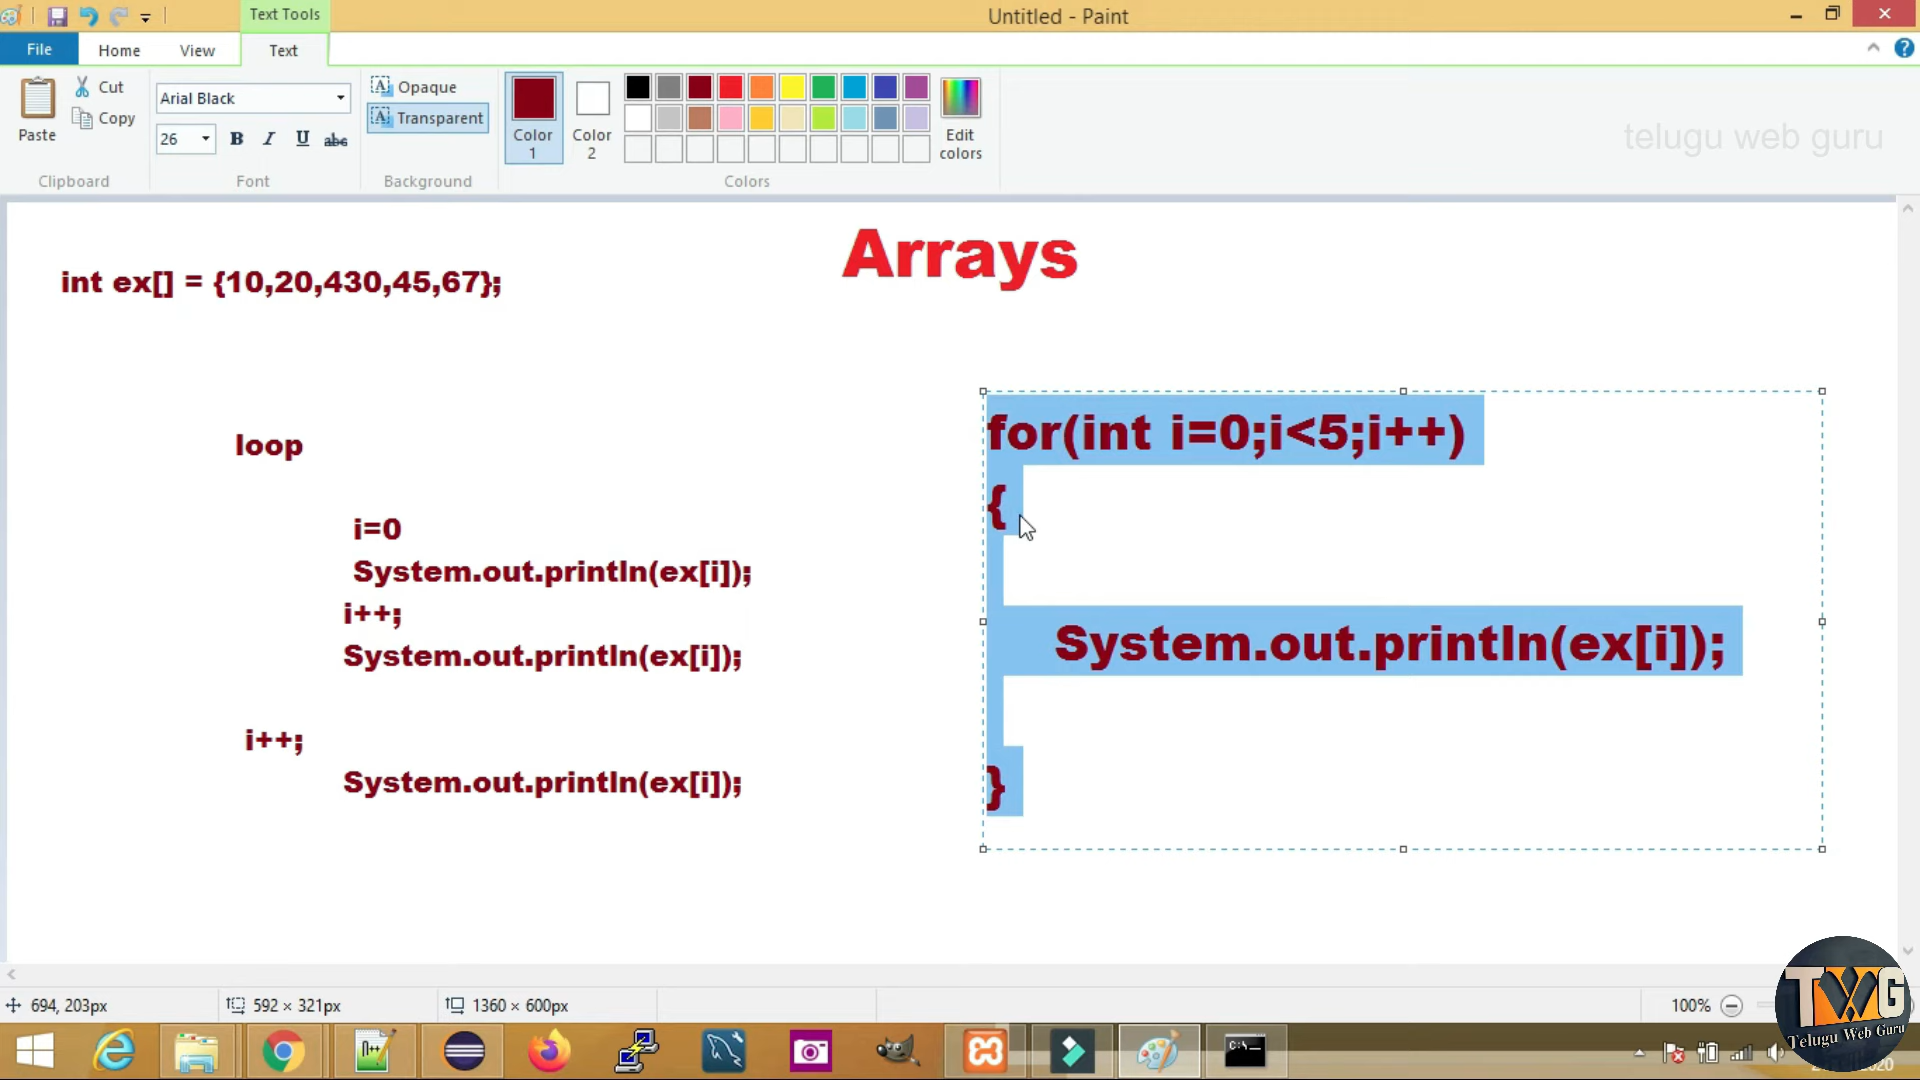 Text Tools
Untitled - Paint
File
Home
View
Text
Paste
Cut
Copy
Clipboard
Arial Black
26
B
I
U
abc
Font
Opaque
Transparent
Background
Color 1
Color 2
Edit colors
Colors
telugu web guru
Arrays
int ex[] = {10,20,430,45,67};
loop
i=0
System.out.println(ex[i]);
i++;
System.out.println(ex[i]);
i++;
System.out.println(ex[i]);
for(int i=0;i<5;i++)
{
System.out.println(ex[i]);
}
694, 203px
592 × 321px
1360 × 600px
100%
TWG
Telugu Web Guru